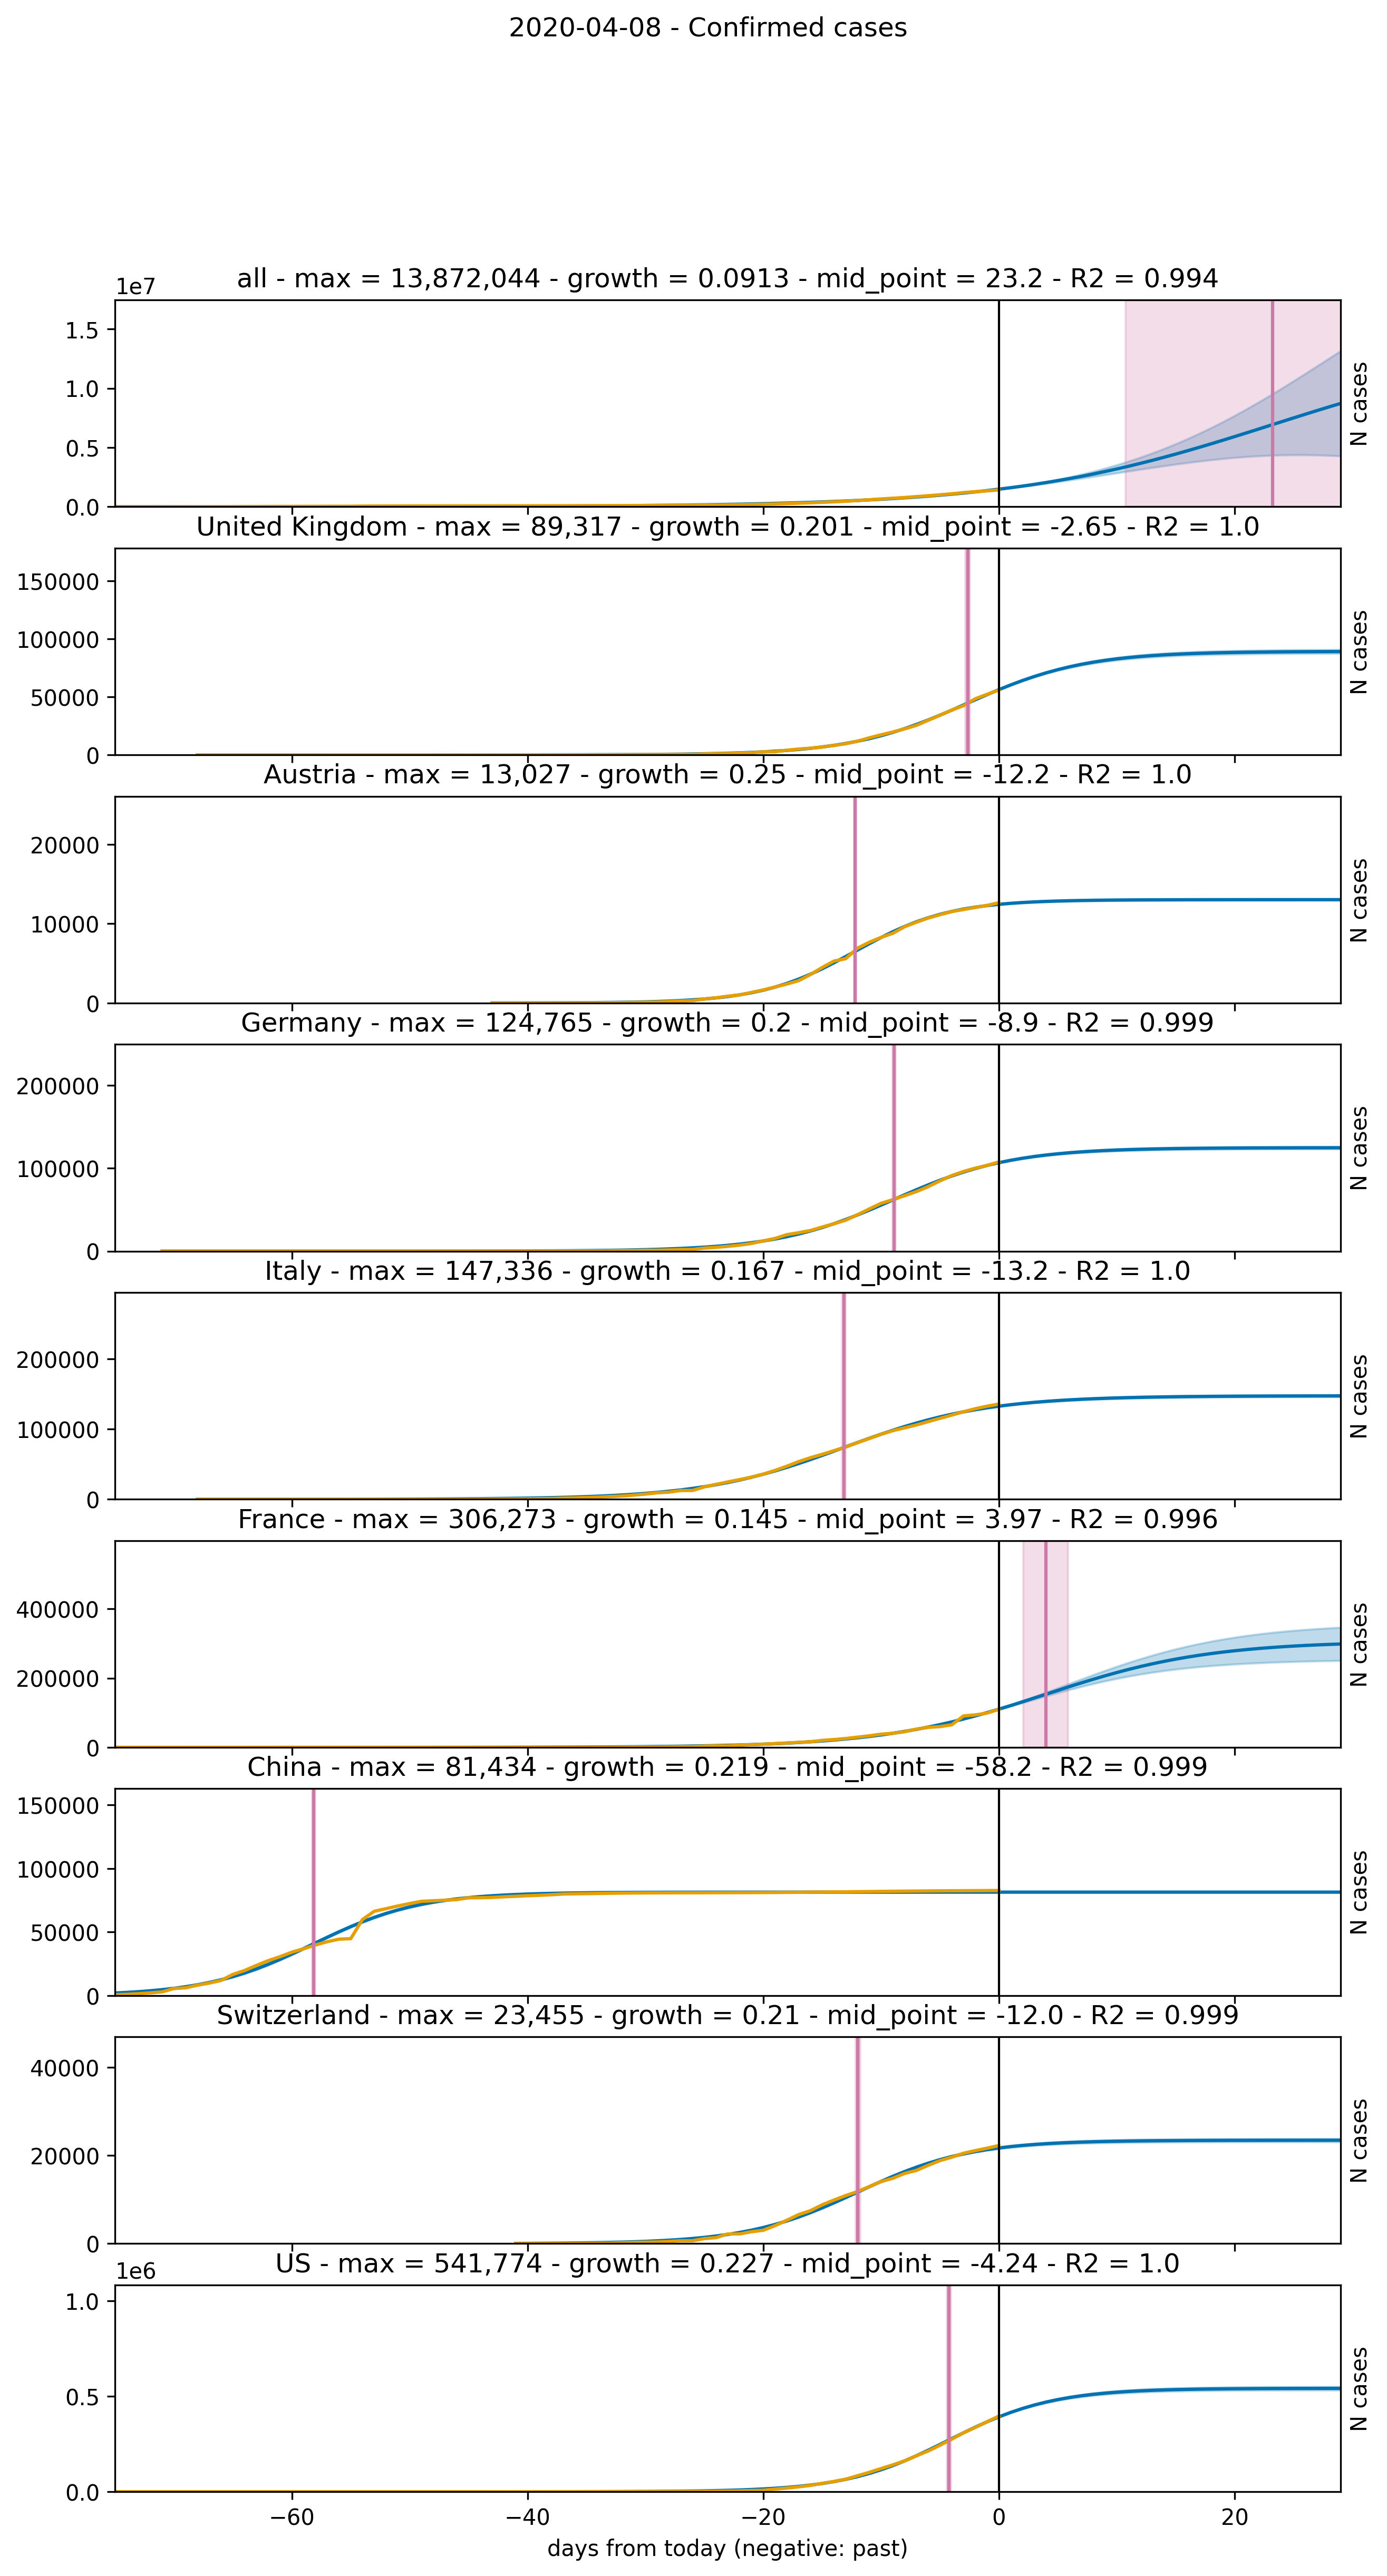 2020-04-08 - Confirmed cases
all - max = 13,872,044 - growth = 0.0913 - mid_point = 23.2 - R2 = 0.994
1e7
1.5
1.0
0.5
0.0
N cases
United Kingdom - max = 89,317 - growth = 0.201 - mid_point = -2.65 - R2 = 1.0
150000
100000
50000
0
N cases
Austria - max = 13,027 - growth = 0.25 - mid_point = -12.2 - R2 = 1.0
20000
10000
0
N cases
Germany - max = 124,765 - growth = 0.2 - mid_point = -8.9 - R2 = 0.999
200000
100000
0
N cases
Italy - max = 147,336 - growth = 0.167 - mid_point = -13.2 - R2 = 1.0
200000
100000
0
N cases
France - max = 306,273 - growth = 0.145 - mid_point = 3.97 - R2 = 0.996
400000
200000
0
N cases
China - max = 81,434 - growth = 0.219 - mid_point = -58.2 - R2 = 0.999
150000
100000
50000
0
N cases
Switzerland - max = 23,455 - growth = 0.21 - mid_point = -12.0 - R2 = 0.999
40000
20000
0
N cases
US - max = 541,774 - growth = 0.227 - mid_point = -4.24 - R2 = 1.0
1e6
1.0
0.5
0.0
N cases
−60 −40 −20 0 20
days from today (negative: past)